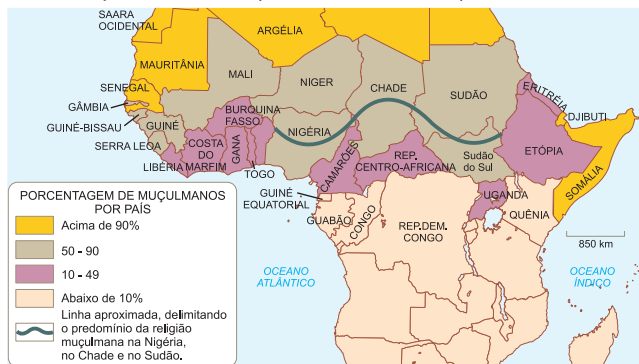 SAARA
OCIDENTAL
ARGÉLIA
MAURITÂNIA
MALI
NIGER
CHADE
SUDÃO
ERITRÉIA
SENEGAL
GÂMBIA
BURQUINA
FASSO
DJIBUTI
GUINÉ-BISSAU
GUINÉ
NIGÉRIA
SERRA LEOA
COSTA
DO
MARFIM
GANA
CAMARÕES
REP.
CENTRO-AFRICANA
Sudão
do Sul
ETÓPIA
LIBÉRIA
TOGO
SOMÁLIA
GUINÉ
EQUATORIAL
UGANDA
QUÊNIA
GUABÃO
CONGO
REP.DEM.
CONGO
850 km
OCEANO
ATLÂNTICO
OCEANO
ÍNDICO
PORCENTAGEM DE MUÇULMANOS
POR PAÍS
Acima de 90%
50 - 90
10 - 49
Abaixo de 10%
Linha aproximada, delimitando
o predomínio da religião
muçulmana na Nigéria,
no Chade e no Sudão.